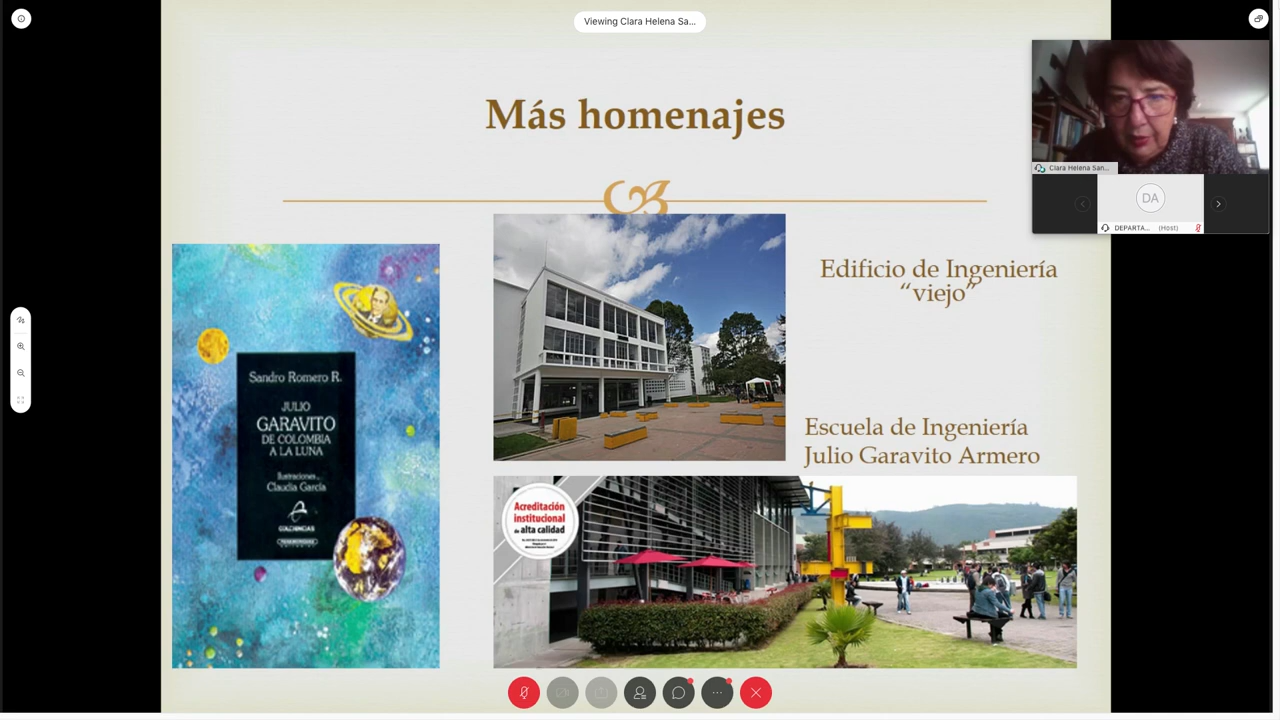 Viewing Clara Helena Sa...
Más homenajes
Clara Helena San...
DA
DEPARTA... (Host)
Edificio de Ingeniería
“viejo”
Sandro Romero R.
JULIO
GARAVITO
DE COLOMBIA
A LA LUNA
Ilustraciones
Claudia García
COLCIENCIAS
Escuela de Ingeniería
Julio Garavito Armero
Acreditación
institucional
de alta calidad